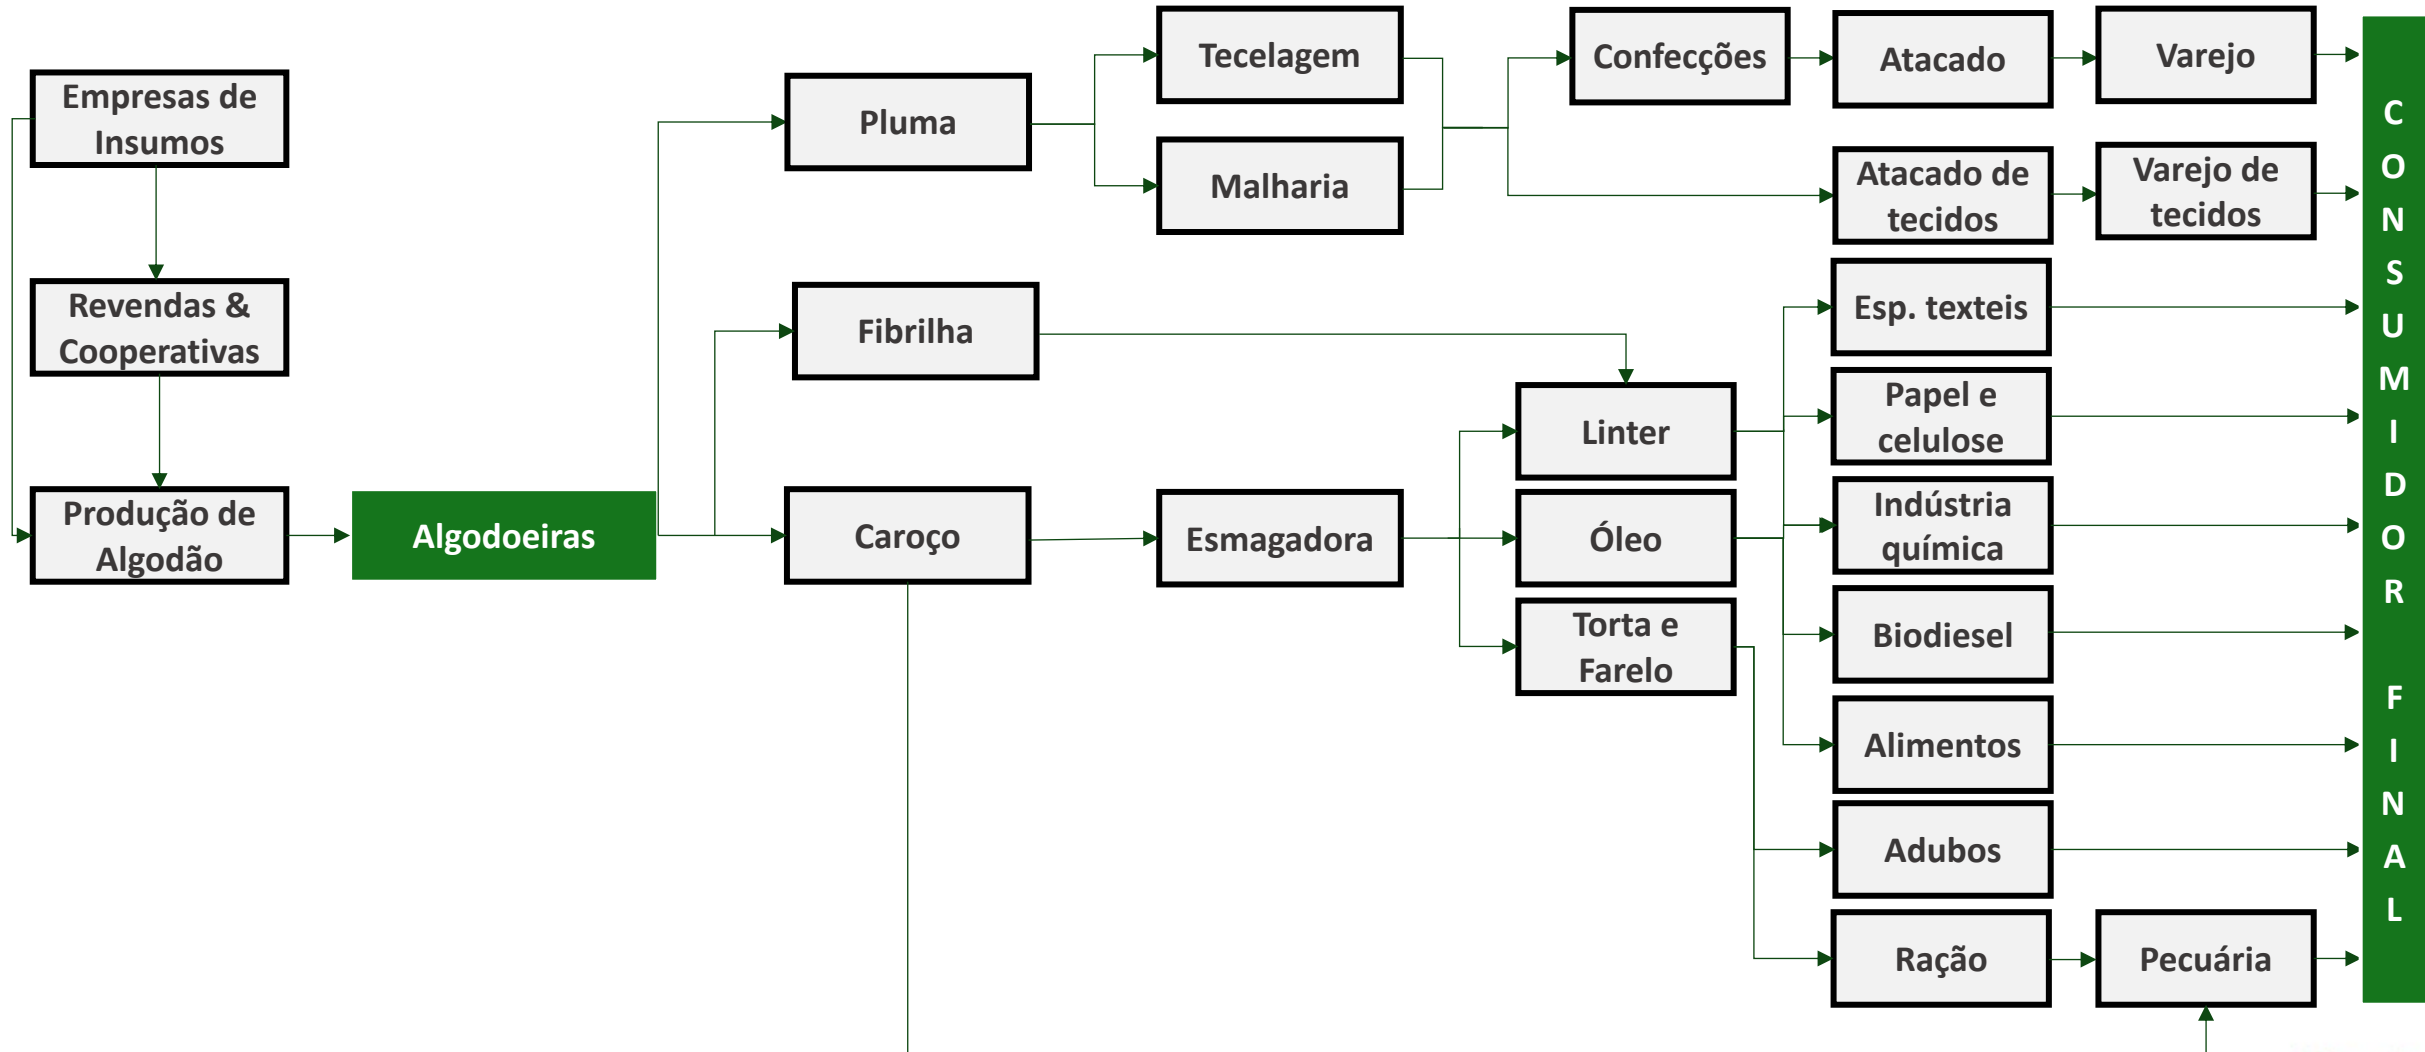 Empresas de
Insumos
Revendas &
Cooperativas
Produção de
Algodão
Algodoeiras
Pluma
Fibrilha
Caroço
Tecelagem
Malharia
Esmagadora
Linter
Óleo
Torta e
Farelo
Confecções
Atacado
Varejo
Atacado de
tecidos
Varejo de
tecidos
Esp. texteis
Papel e
celulose
Indústria
química
Biodiesel
Alimentos
Adubos
Ração
Pecuária
CONSUMIDOR FINAL